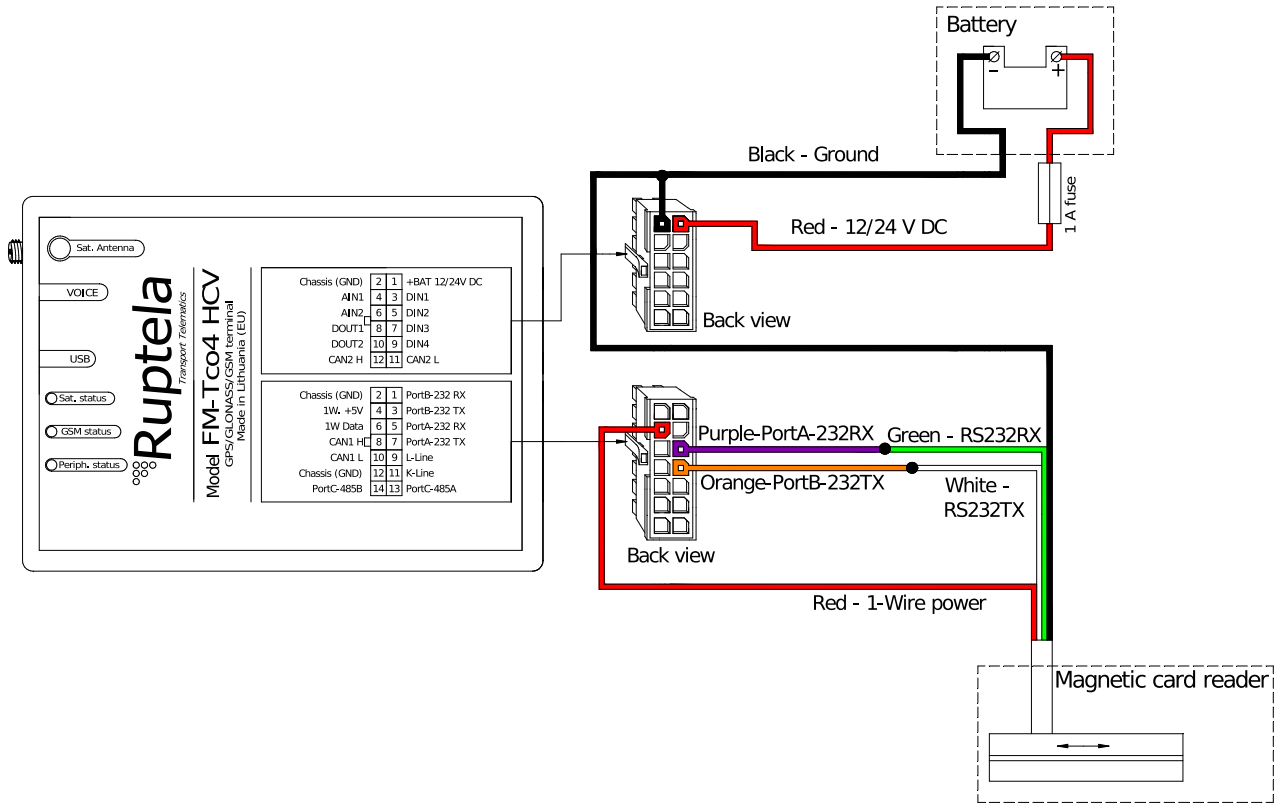 Battery
- +
Black - Ground
1 A fuse
Red - 12/24 V DC
Back view
Sat. Antenna
VOICE
USB
Sat. status
GSM status
Periph. status
Ruptela
Transport Telematics
Model FM-Tco4 HCV
GPS/GLONASS/GSM terminal
Made in Lithuania (EU)
Chassis (GND) 2 1 +BAT 12/24V DC
AIN1 4 3 DIN1
AIN2 6 5 DIN2
DOUT1 8 7 DIN3
DOUT2 10 9 DIN4
CAN2 H 12 11 CAN2 L
Chassis (GND) 2 1 PortB-232 RX
1W. +5V 4 3 PortB-232 TX
1W Data 6 5 PortA-232 RX
CAN1 H 8 7 PortA-232 TX
CAN1 L 10 9 L-Line
Chassis (GND) 12 11 K-Line
PortC-485B 14 13 PortC-485A
Purple-PortA-232RX
Green - RS232RX
Orange-PortB-232TX
White -
RS232TX
Back view
Red - 1-Wire power
Magnetic card reader